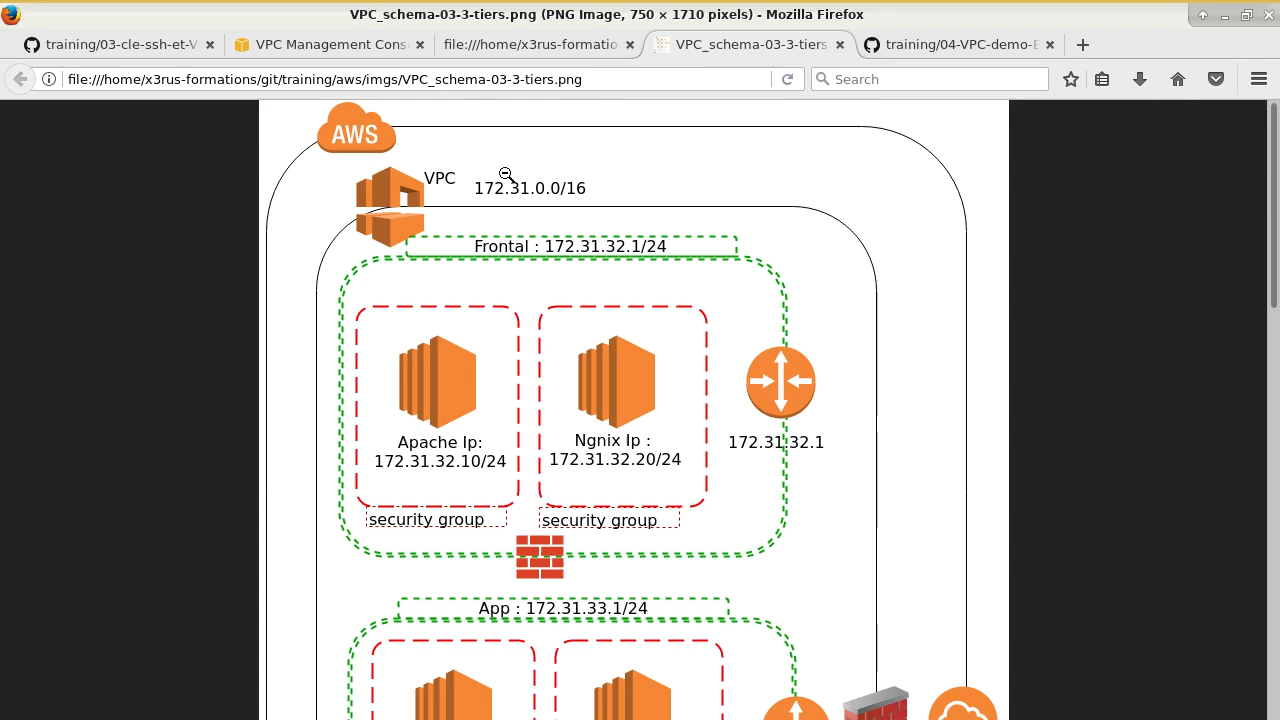 VPC_schema-03-3-tiers.png (PNG Image, 750 × 1710 pixels) - Mozilla Firefox
training/03-cle-ssh-et-V
VPC Management Cons
file:///home/x3rus-formatio
VPC_schema-03-3-tiers
training/04-VPC-demo-E
file:///home/x3rus-formations/git/training/aws/imgs/VPC_schema-03-3-tiers.png
Search
AWS
VPC
172.31.0.0/16
Frontal : 172.31.32.1/24
Apache Ip:
172.31.32.10/24
Ngnix Ip :
172.31.32.20/24
172.31.32.1
security group
security group
App : 172.31.33.1/24